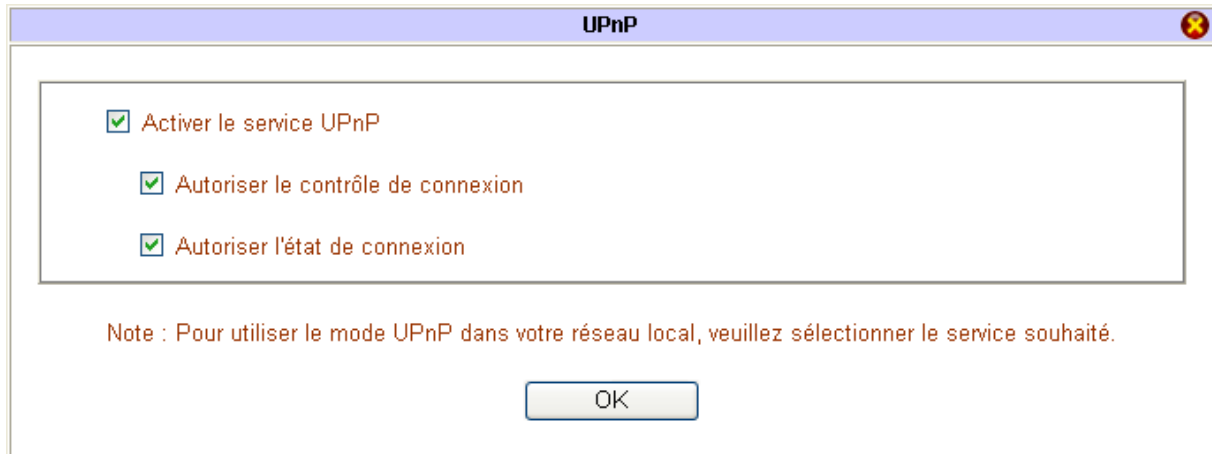 UPnP
Activer le service UPnP
Autoriser le contrôle de connexion
Autoriser l'état de connexion
Note : Pour utiliser le mode UPnP dans votre réseau local, veuillez sélectionner le service souhaité.
OK